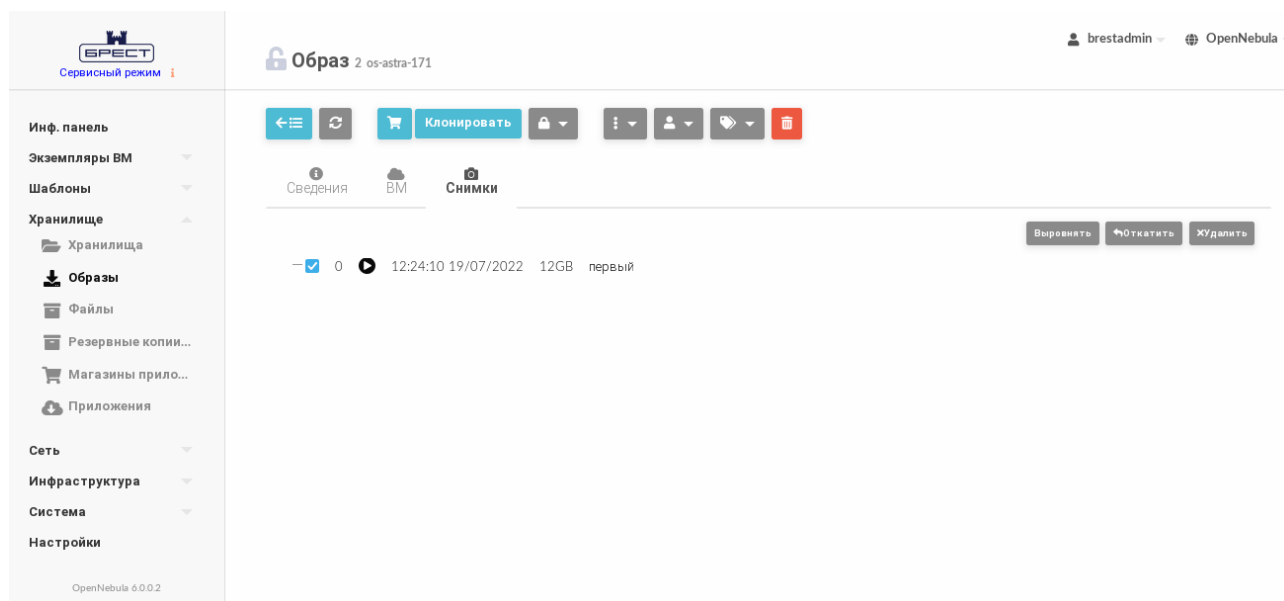 БРЕСТ
Сервисный режим
Образ 2 os-astra-171
brestadmin
OpenNebula
Инф. панель
Экземпляры ВМ
Шаблоны
Хранилище
Хранилища
Образы
Файлы
Резервные копии...
Магазины прило...
Приложения
Сеть
Инфраструктура
Система
Настройки
OpenNebula 6.0.0.2
Клонировать
Сведения
ВМ
Снимки
Выровнять Откатить Удалить
0 12:24:10 19/07/2022 12GB первый